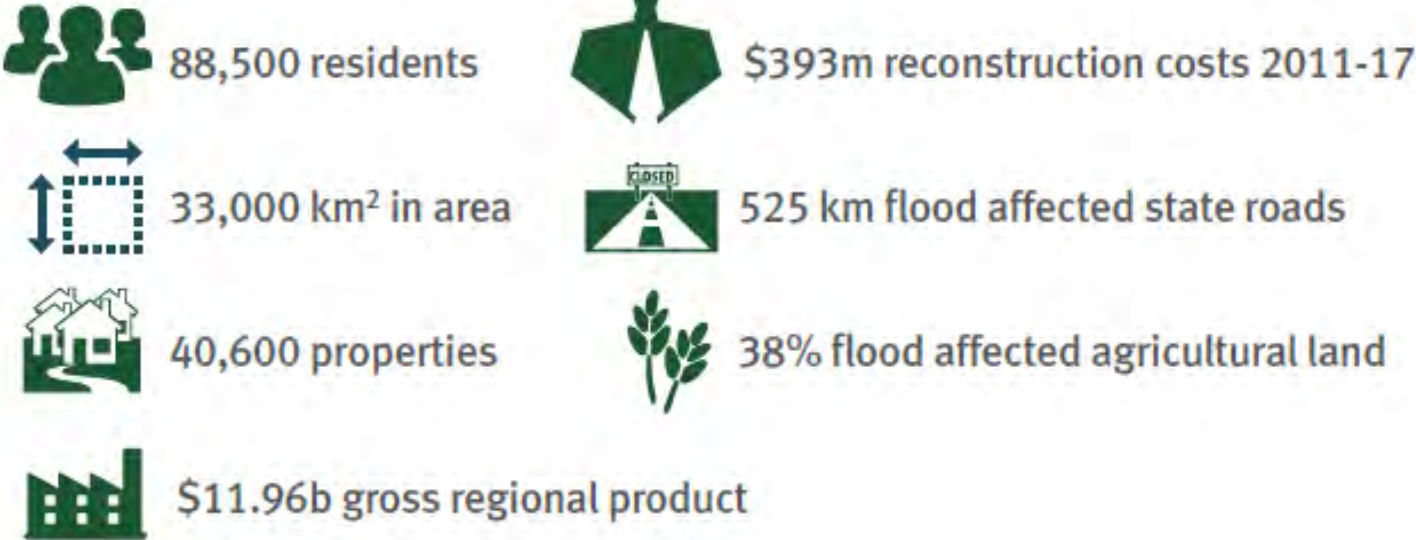 88,500 residents
$393m reconstruction costs 2011-17
CLOSED
33,000 km² in area
525 km flood affected state roads
40,600 properties
38% flood affected agricultural land
$11.96b gross regional product